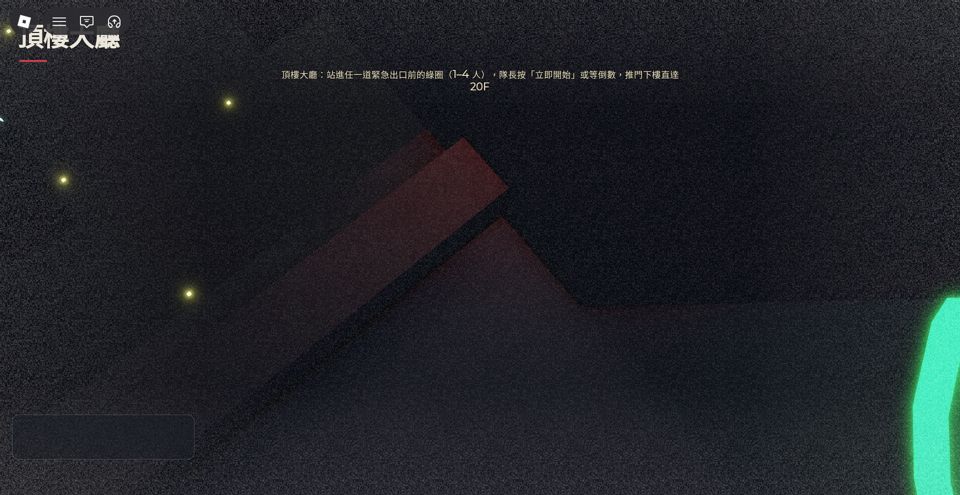 頂樓大廳
頂樓大廳：站進任一道緊急出口前的綠圈（1–4 人），隊長按「立即開始」或等倒數，推門下樓直達
20F